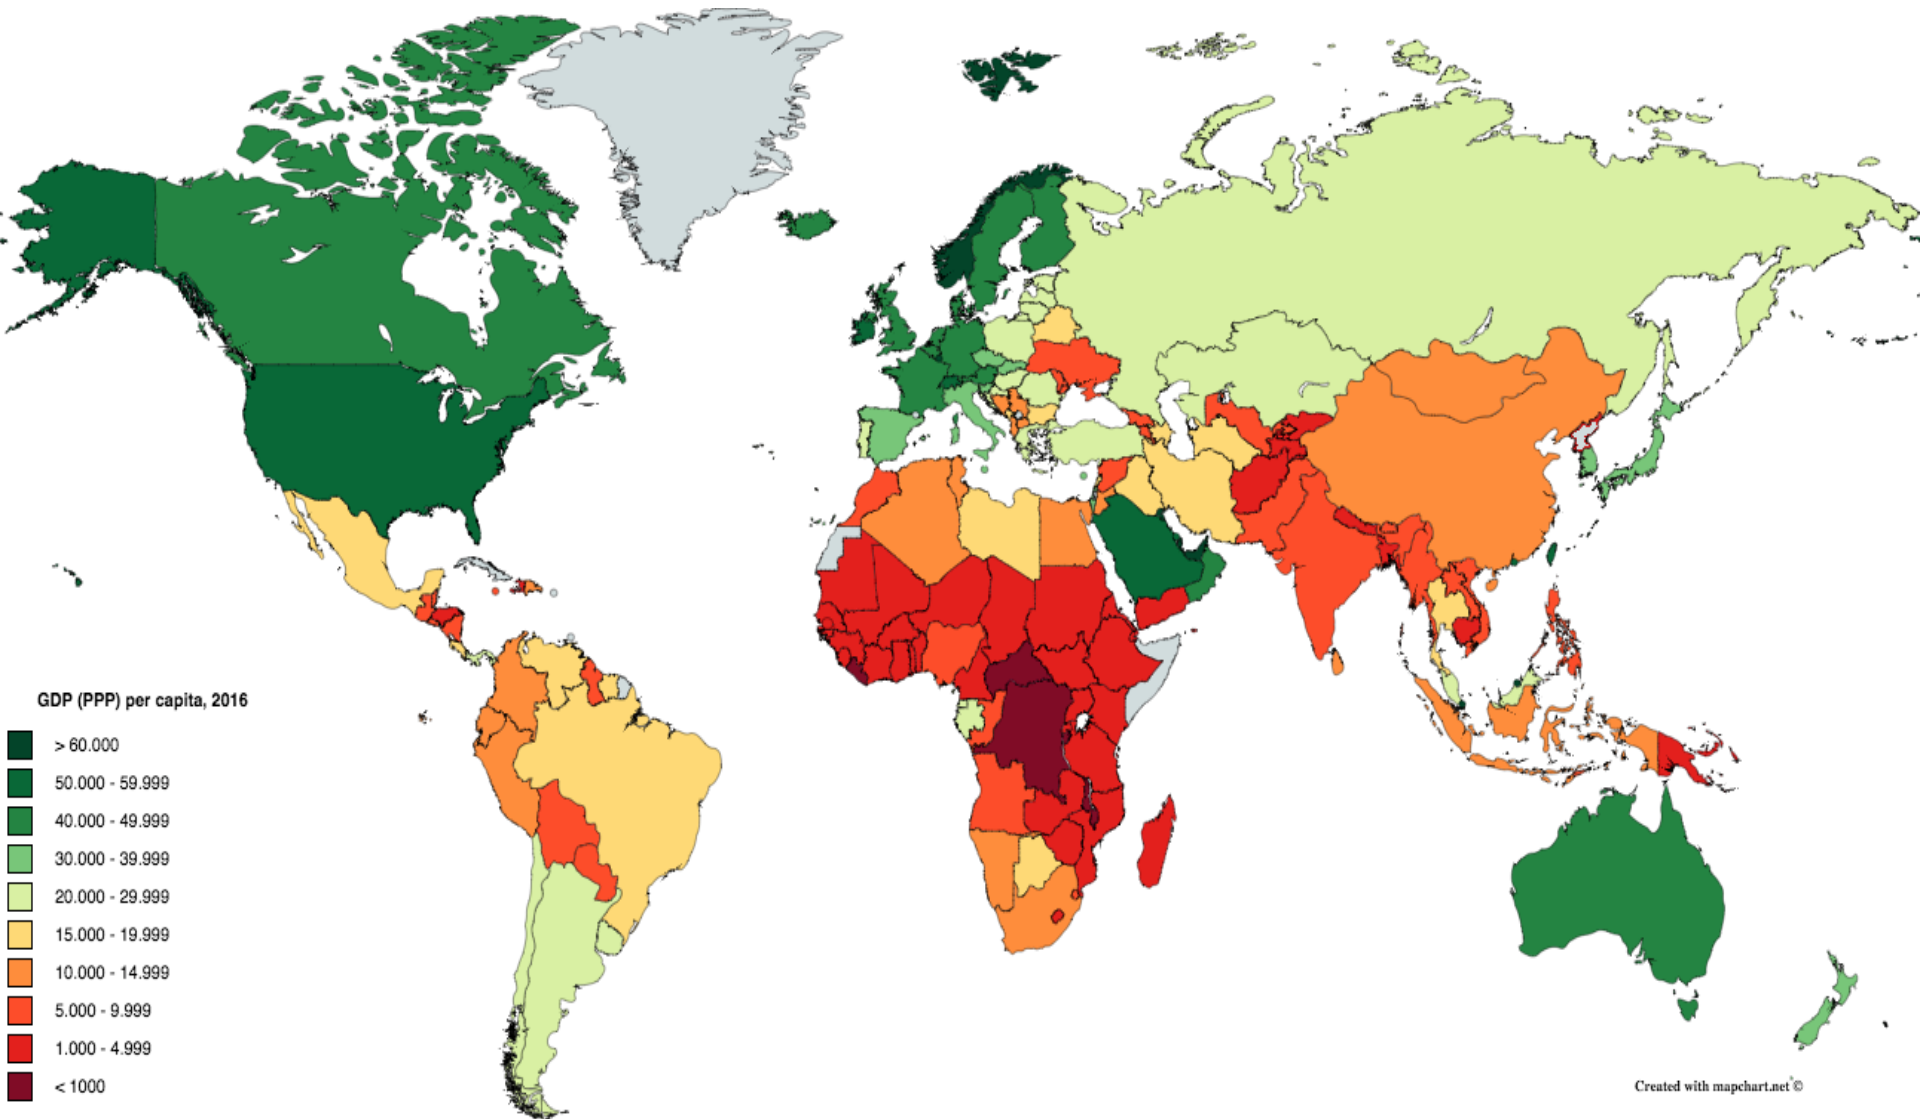 GDP (PPP) per capita, 2016
> 60.000
50.000 - 59.999
40.000 - 49.999
30.000 - 39.999
20.000 - 29.999
15.000 - 19.999
10.000 - 14.999
5.000 - 9.999
1.000 - 4.999
< 1000
Created with mapchart.net ©